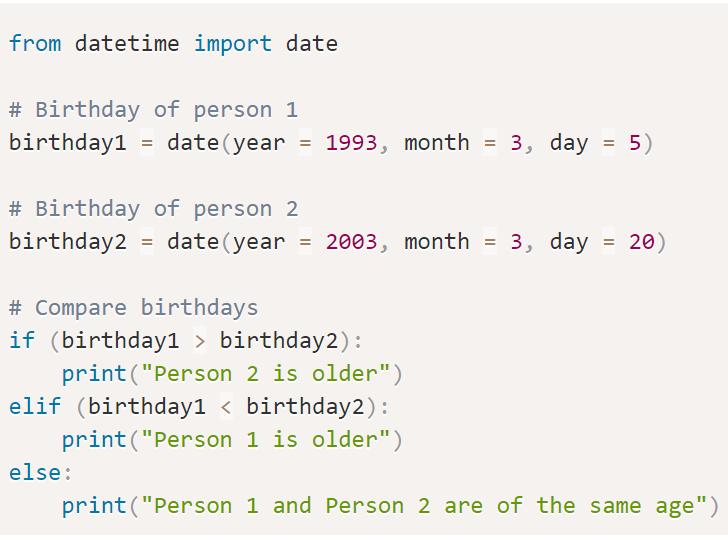 from datetime import date
# Birthday of person 1
birthday1 = date(year = 1993, month = 3, day = 5)
# Birthday of person 2
birthday2 = date(year = 2003, month = 3, day = 20)
# Compare birthdays
if (birthday1 > birthday2):
    print("Person 2 is older")
elif (birthday1 < birthday2):
    print("Person 1 is older")
else:
    print("Person 1 and Person 2 are of the same age")